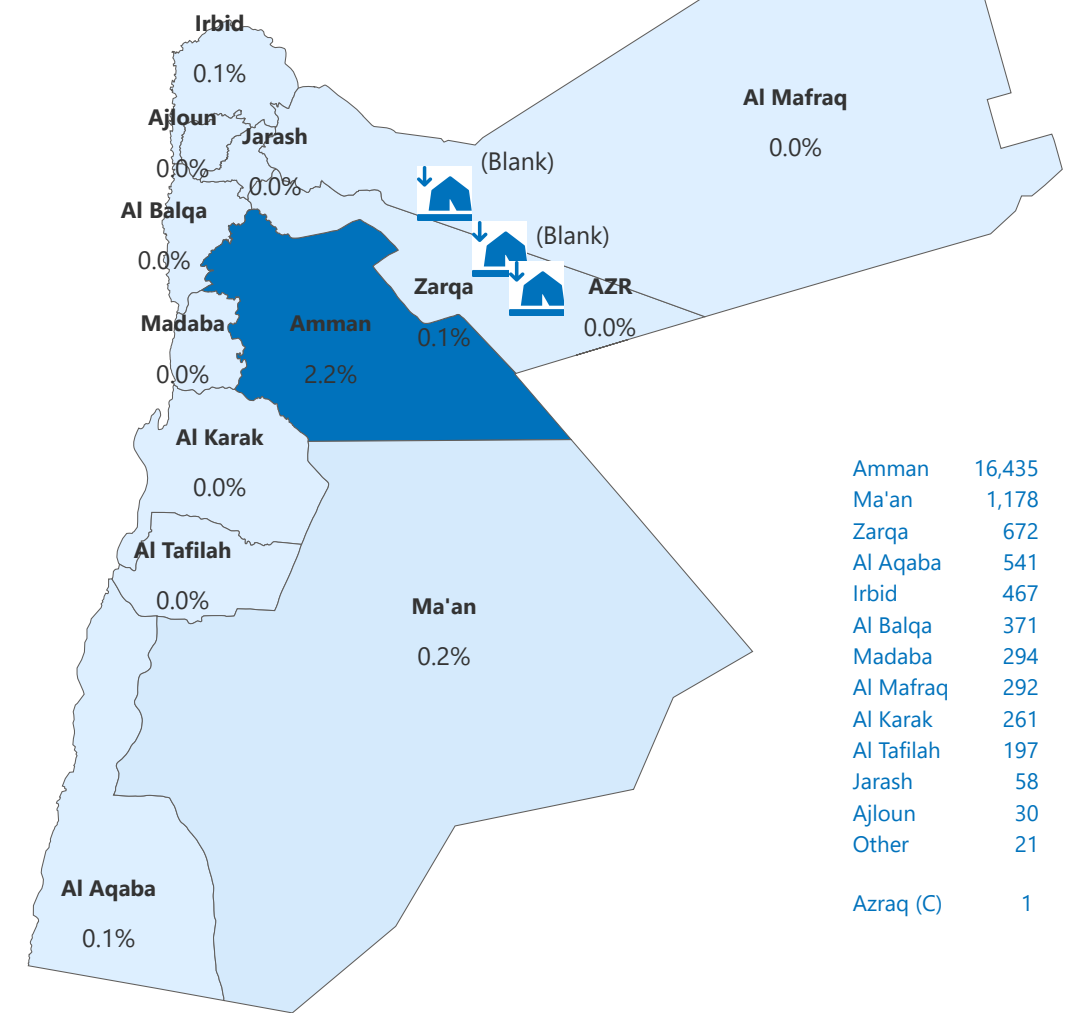 Irbid
0.1%
Al Mafraq
0.0%
Ajloun
0.0%
Jarash
0.0%
(Blank)
Al Balqa
0.0%
(Blank)
Zarqa
0.1%
AZR
0.0%
Madaba
0.0%
Amman
2.2%
Al Karak
0.0%
Al Tafilah
0.0%
Ma'an
0.2%
Al Aqaba
0.1%
Amman 16,435
Ma'an 1,178
Zarqa 672
Al Aqaba 541
Irbid 467
Al Balqa 371
Madaba 294
Al Mafraq 292
Al Karak 261
Al Tafilah 197
Jarash 58
Ajloun 30
Other 21
Azraq (C) 1